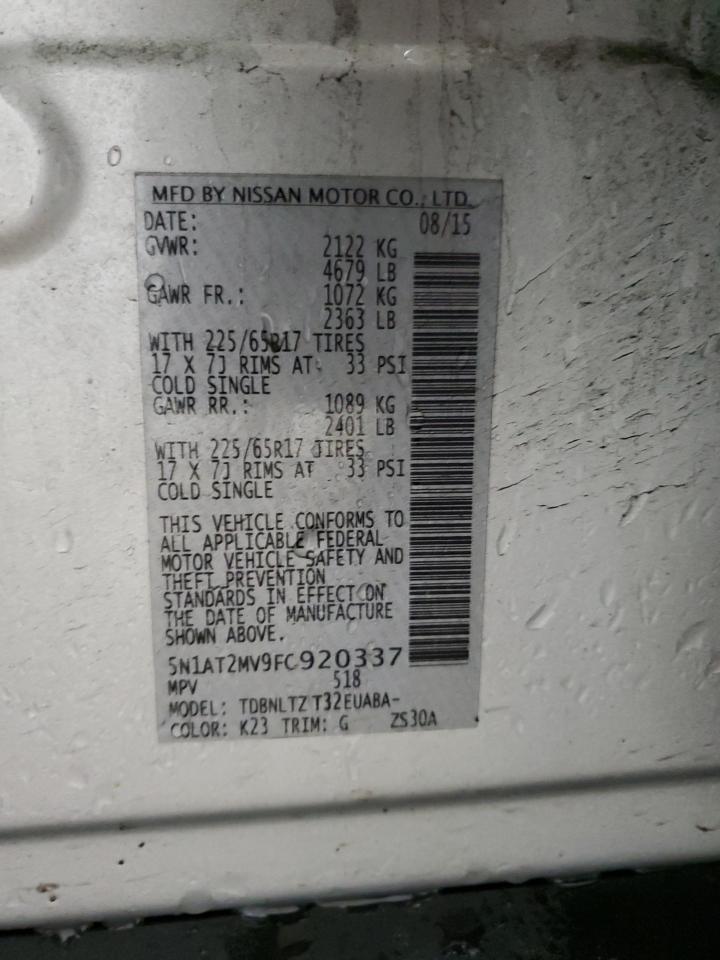 MFD BY NISSAN MOTOR CO., LTD.
DATE: 08/15
GVWR: 2122 KG
4679 LB
GAWR FR.: 1072 KG
2363 LB
WITH 225/65R17 TIRES
17 X 7J RIMS AT 33 PSI
COLD SINGLE
GAWR RR.: 1089 KG
2401 LB
WITH 225/65R17 TIRES
17 X 7J RIMS AT 33 PSI
COLD SINGLE
THIS VEHICLE CONFORMS TO
ALL APPLICABLE FEDERAL
MOTOR VEHICLE SAFETY AND
THEFT PREVENTION
STANDARDS IN EFFECT ON
THE DATE OF MANUFACTURE
SHOWN ABOVE.
5N1AT2MV9FC920337
MPV 518
MODEL: TDBNLTZ T32EUABA-
COLOR: K23 TRIM: G ZS30A